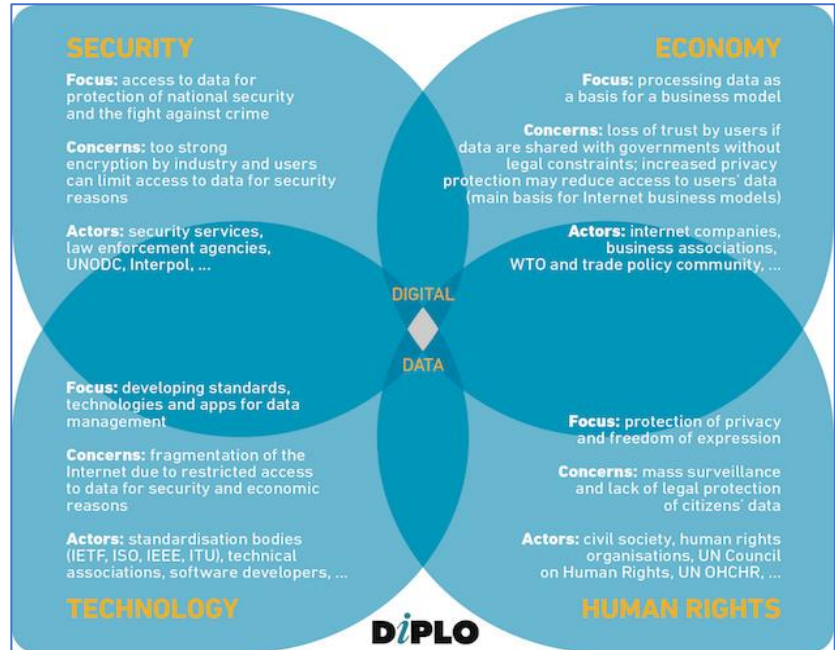 SECURITY
Focus: access to data for
protection of national security
and the fight against crime
Concerns: too strong
encryption by industry and users
can limit access to data for security
reasons
Actors: security services,
law enforcement agencies,
UNODC, Interpol, ...
ECONOMY
Focus: processing data as
a basis for a business model
Concerns: loss of trust by users if
data are shared with governments without
legal constraints; increased privacy
protection may reduce access to users' data
(main basis for Internet business models)
Actors: internet companies,
business associations,
WTO and trade policy community, ...
DIGITAL
DATA
Focus: developing standards,
technologies and apps for data
management
Concerns: fragmentation of the
Internet due to restricted access
to data for security and economic
reasons
Actors: standardisation bodies
(IETF, ISO, IEEE, ITU), technical
associations, software developers, ...
TECHNOLOGY
Focus: protection of privacy
and freedom of expression
Concerns: mass surveillance
and lack of legal protection
of citizens' data
Actors: civil society, human rights
organisations, UN Council
on Human Rights, UN OHCHR, ...
HUMAN RIGHTS
DiPLO